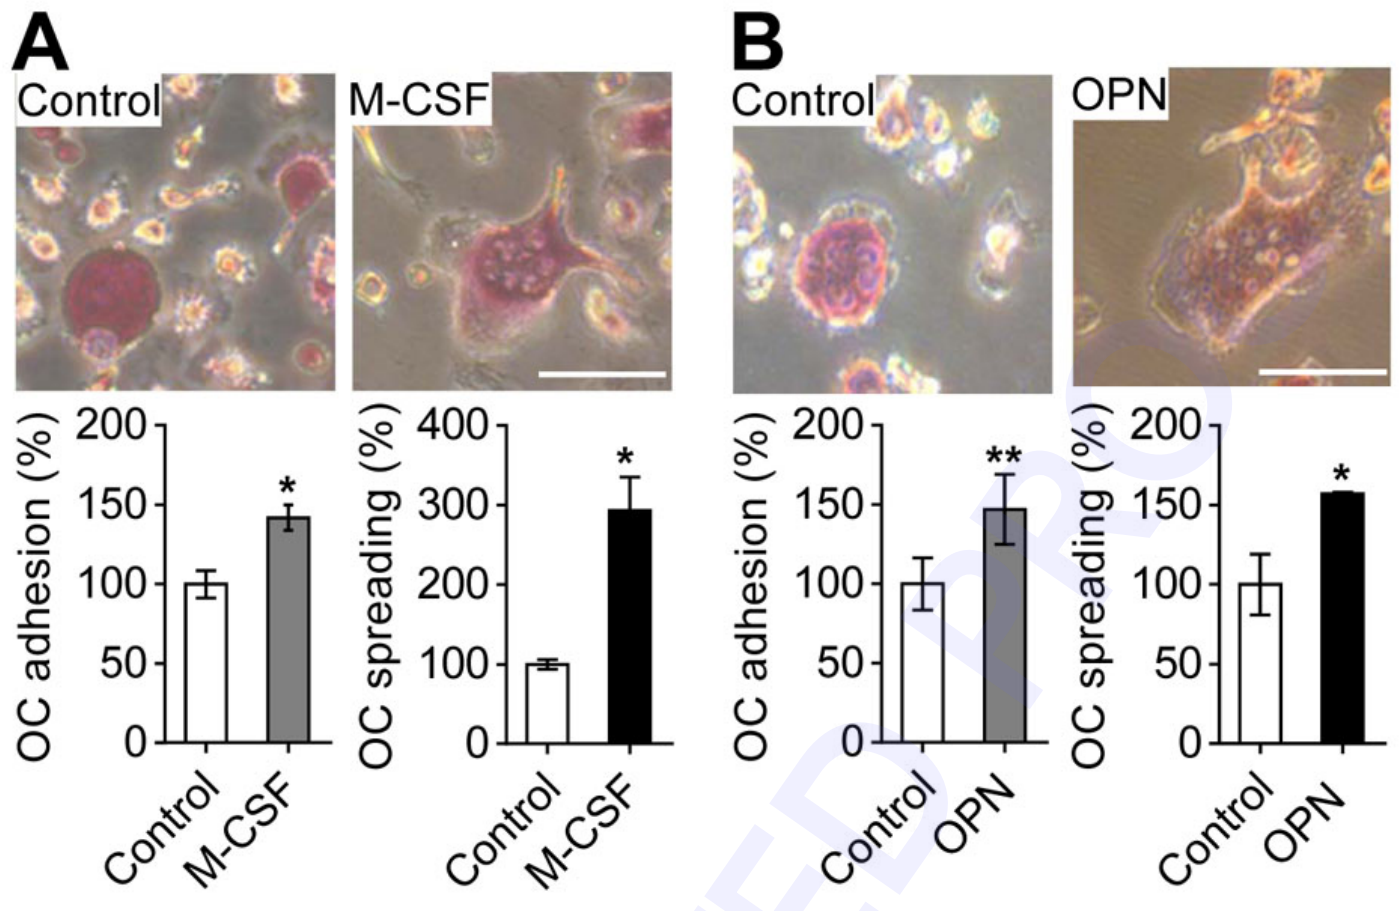 A
B
Control
M-CSF
Control
OPN
OC adhesion (%)
200
150
100
50
0
*
Control
M-CSF
OC spreading (%)
400
300
200
100
0
*
Control
M-CSF
OC adhesion (%)
200
150
100
50
0
**
Control
OPN
OC spreading (%)
200
150
100
50
0
*
Control
OPN
ED PRO